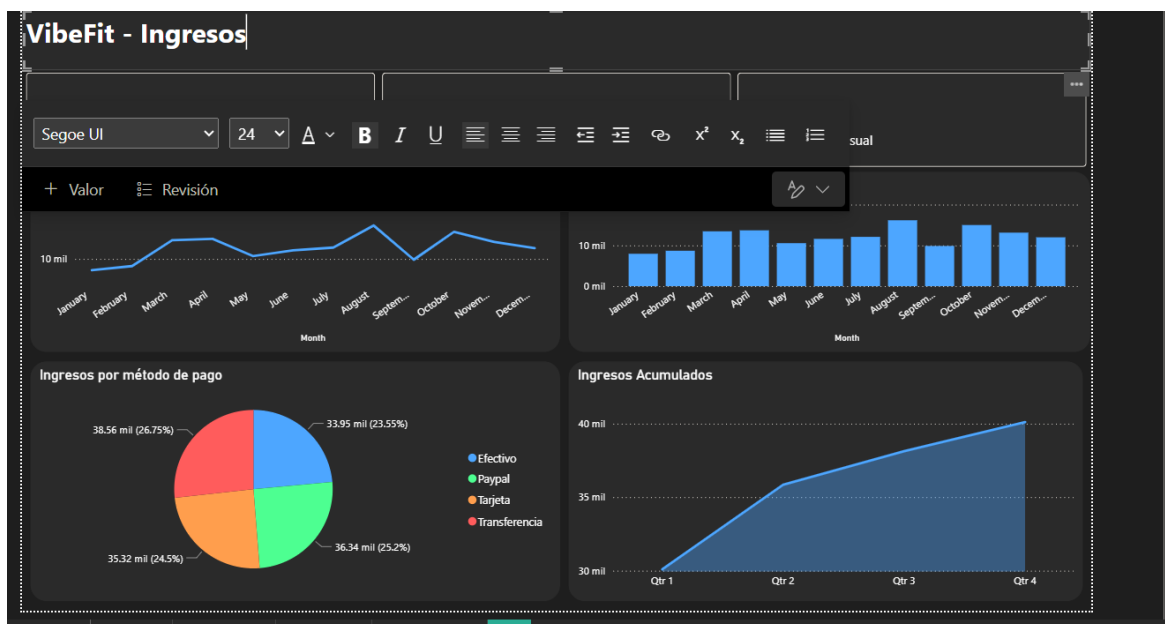 VibeFit - Ingresos
Segoe UI
24
A
B I U
x² x₂
sual
+ Valor
Revisión
10 mil
January February March April May June July August Septem... October Novem... Decem...
Month
10 mil
0 mil
January February March April May June July August Septem... October Novem... Decem...
Month
Ingresos por método de pago
38.56 mil (26.75%)
33.95 mil (23.55%)
35.32 mil (24.5%)
36.34 mil (25.2%)
Efectivo
Paypal
Tarjeta
Transferencia
Ingresos Acumulados
40 mil
35 mil
30 mil
Qtr 1 Qtr 2 Qtr 3 Qtr 4